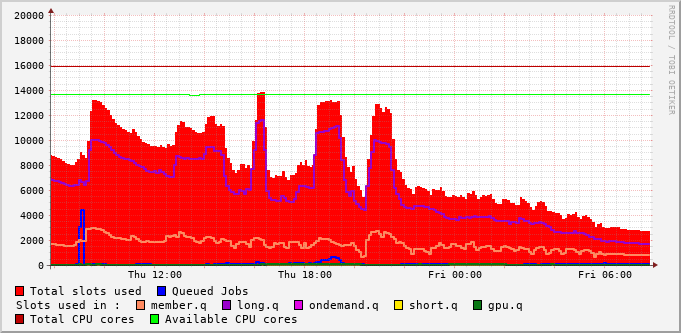 RRDTOOL / TOBI OETIKER
20000
18000
16000
14000
12000
10000
8000
6000
4000
2000
0
Thu 12:00 Thu 18:00 Fri 00:00 Fri 06:00
Total slots used Queued Jobs
Slots used in : member.q long.q ondemand.q short.q gpu.q
Total CPU cores Available CPU cores